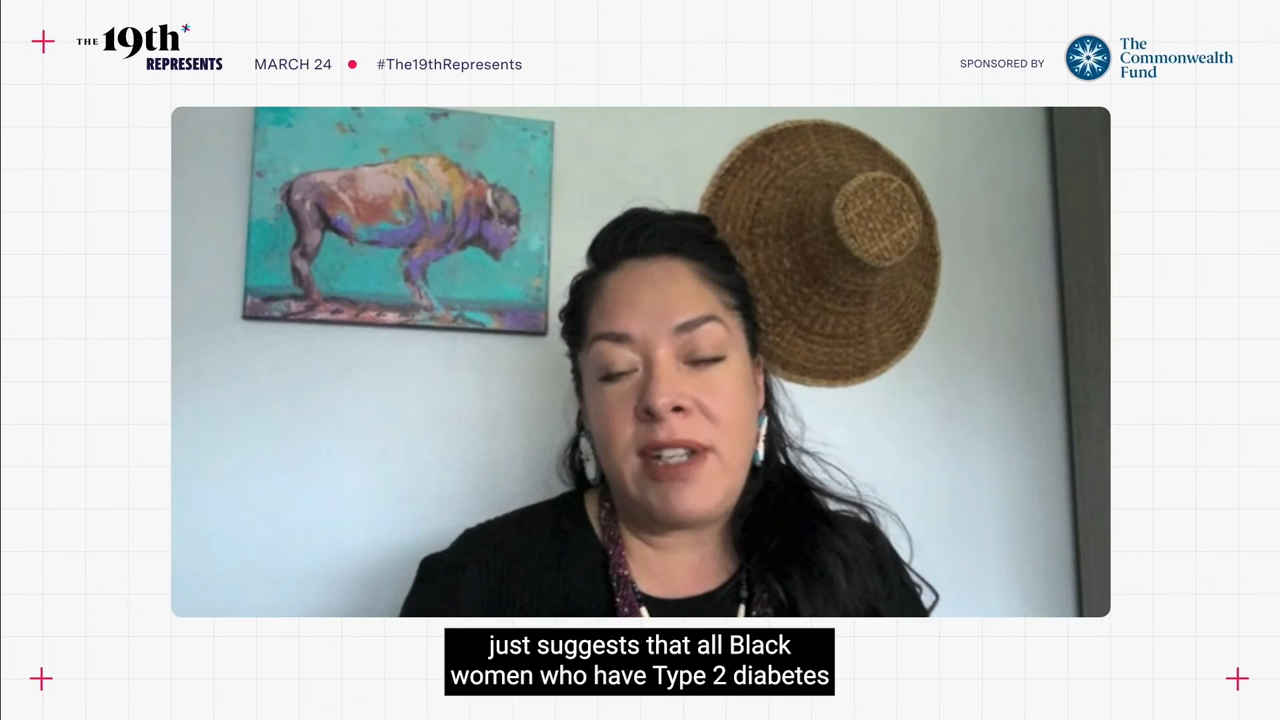 THE 19th*
REPRESENTS
MARCH 24 • #The19thRepresents
SPONSORED BY
The
Commonwealth
Fund
just suggests that all Black
women who have Type 2 diabetes